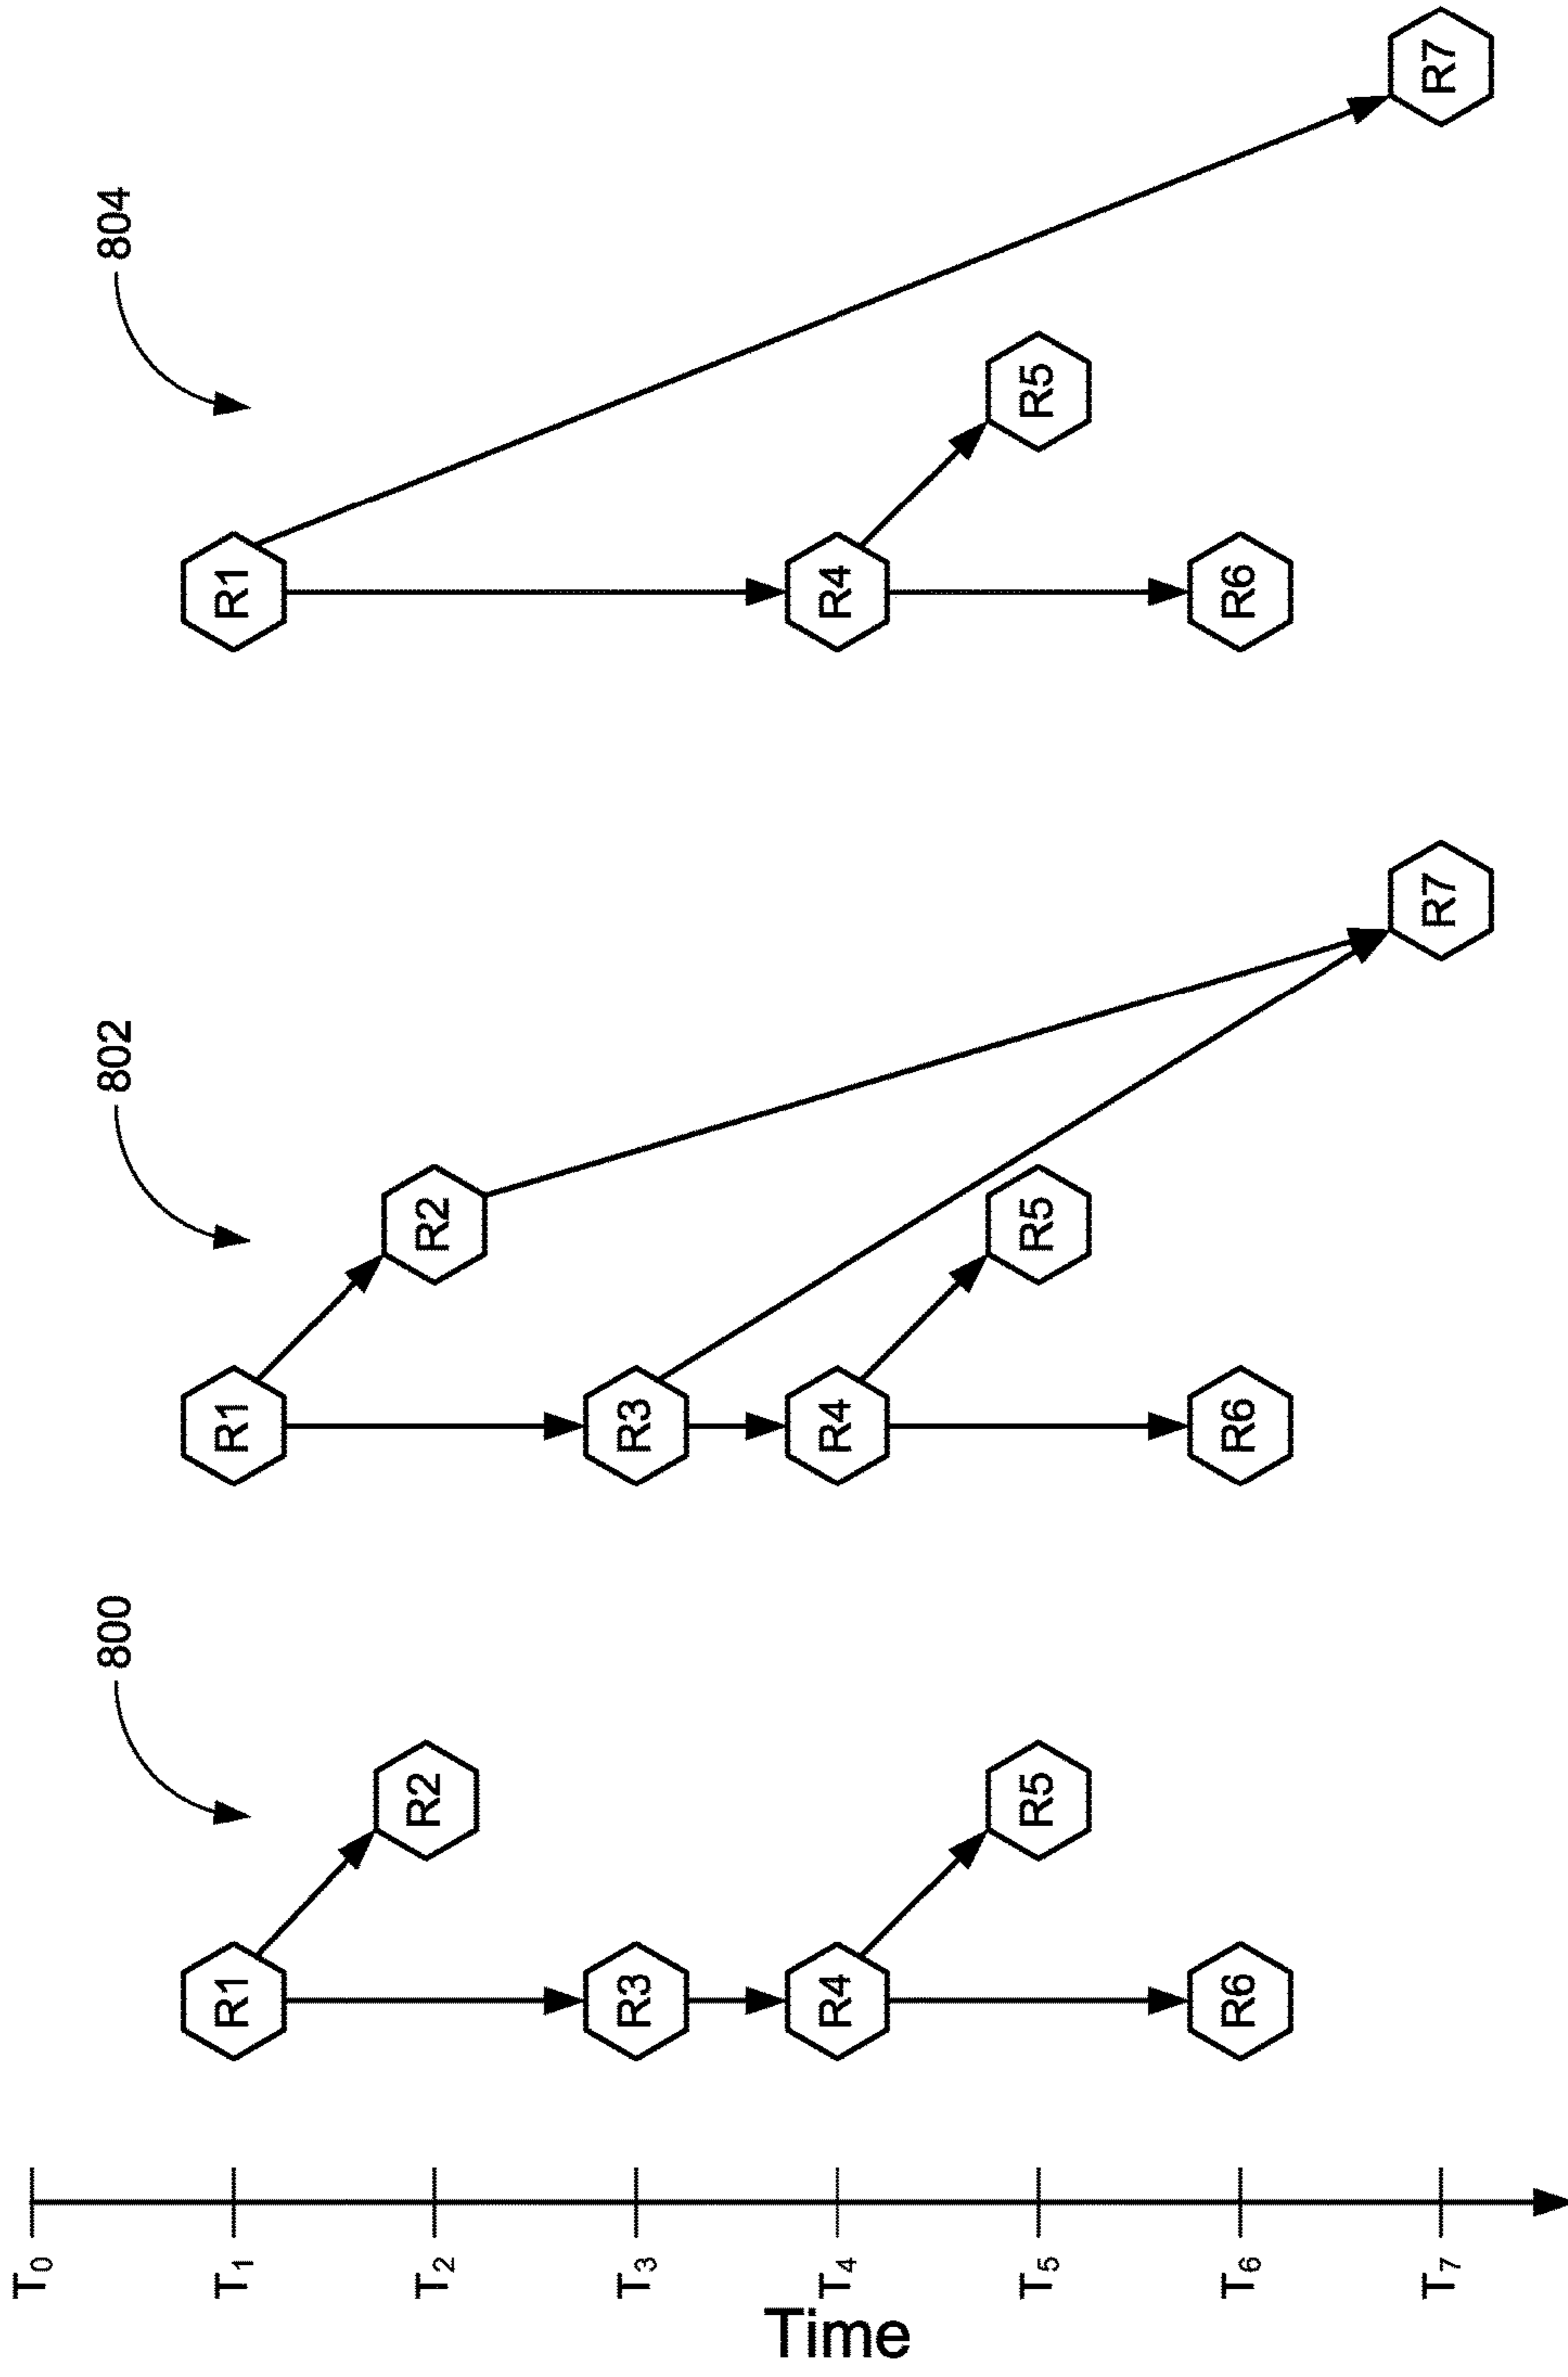 T₀
800
802
804
T₁
R1
R1
R1
T₂
R2
R2
T₃
R3
R3
Time
T₄
R4
R4
R4
T₅
R5
R5
R5
T₆
R6
R6
R6
T₇
R7
R7